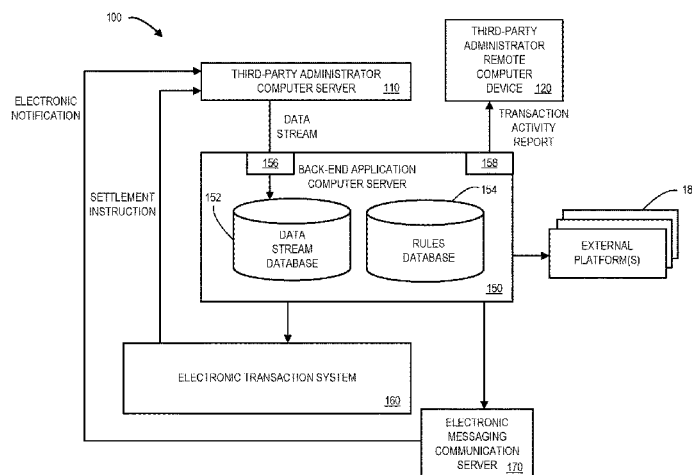 100
THIRD-PARTY
ADMINISTRATOR
REMOTE
COMPUTER
DEVICE 120
THIRD-PARTY ADMINISTRATOR
COMPUTER SERVER 110
ELECTRONIC
NOTIFICATION
DATA
STREAM
TRANSACTION
ACTIVITY
REPORT
SETTLEMENT
INSTRUCTION
156
BACK-END APPLICATION
COMPUTER SERVER
158
152
154
DATA
STREAM
DATABASE
RULES
DATABASE
150
18
EXTERNAL
PLATFORM(S)
ELECTRONIC TRANSACTION SYSTEM
160
ELECTRONIC
MESSAGING
COMMUNICATION
SERVER 170